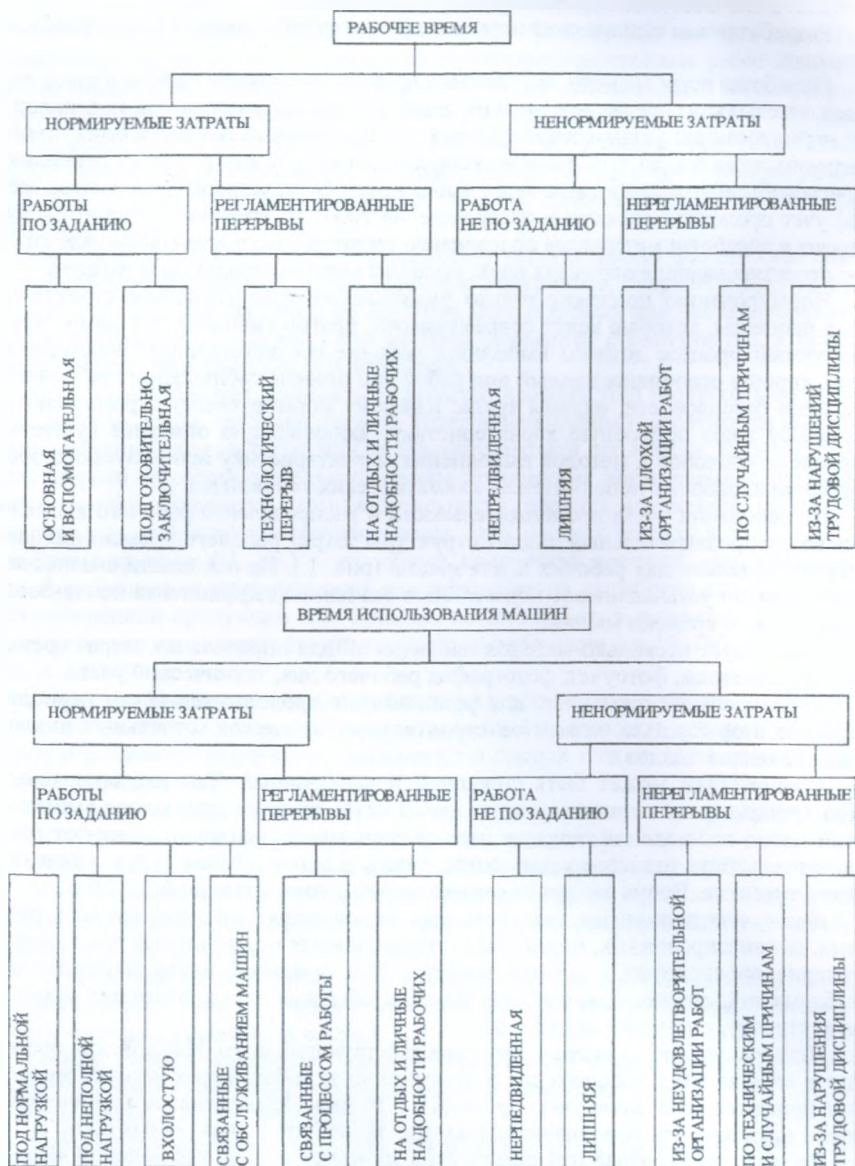 РАБОЧЕЕ ВРЕМЯ
НОРМИРУЕМЫЕ ЗАТРАТЫ
НЕНОРМИРУЕМЫЕ ЗАТРАТЫ
РАБОТЫ
ПО ЗАДАНИЮ
РЕГЛАМЕНТИРОВАННЫЕ
ПЕРЕРЫВЫ
РАБОТА
НЕ ПО ЗАДАНИЮ
НЕРЕГЛАМЕНТИРОВАННЫЕ
ПЕРЕРЫВЫ
ОСНОВНАЯ
И ВСПОМОГАТЕЛЬНАЯ
ПОДГОТОВИТЕЛЬНО-
ЗАКЛЮЧИТЕЛЬНАЯ
ТЕХНОЛОГИЧЕСКИЙ
ПЕРЕРЫВ
НА ОТДЫХ И ЛИЧНЫЕ
НАДОБНОСТИ РАБОЧИХ
НЕПРЕДВИДЕННАЯ
ЛИШНЯЯ
ИЗ-ЗА ПЛОХОЙ
ОРГАНИЗАЦИИ РАБОТ
ПО СЛУЧАЙНЫМ ПРИЧИНАМ
ИЗ-ЗА НАРУШЕНИЙ
ТРУДОВОЙ ДИСЦИПЛИНЫ
ВРЕМЯ ИСПОЛЬЗОВАНИЯ МАШИН
НОРМИРУЕМЫЕ ЗАТРАТЫ
НЕНОРМИРУЕМЫЕ ЗАТРАТЫ
РАБОТЫ
ПО ЗАДАНИЮ
РЕГЛАМЕНТИРОВАННЫЕ
ПЕРЕРЫВЫ
РАБОТА
НЕ ПО ЗАДАНИЮ
НЕРЕГЛАМЕНТИРОВАННЫЕ
ПЕРЕРЫВЫ
ПОД НОРМАЛЬНОЙ
НАГРУЗКОЙ
ПОД НЕПОЛНОЙ
НАГРУЗКОЙ
ВХОЛОСТУЮ
СВЯЗАННЫЕ
С ОБСЛУЖИВАНИЕМ МАШИН
СВЯЗАННЫЕ
С ПРОЦЕССОМ РАБОТЫ
НА ОТДЫХ И ЛИЧНЫЕ
НАДОБНОСТИ РАБОЧИХ
НЕРТЕДВИДЕННАЯ
ЛИШНЯЯ
ИЗ-ЗА НЕУДОВЛЕТВОРИТЕЛЬНОЙ
ОРГАНИЗАЦИИ РАБОТ
ПО ТЕХНИЧЕСКИМ
И СЛУЧАЙНЫМ ПРИЧИНАМ
ИЗ-ЗА НАРУШЕНИЯ
ТРУДОВОЙ ДИСЦИПЛИНЫ